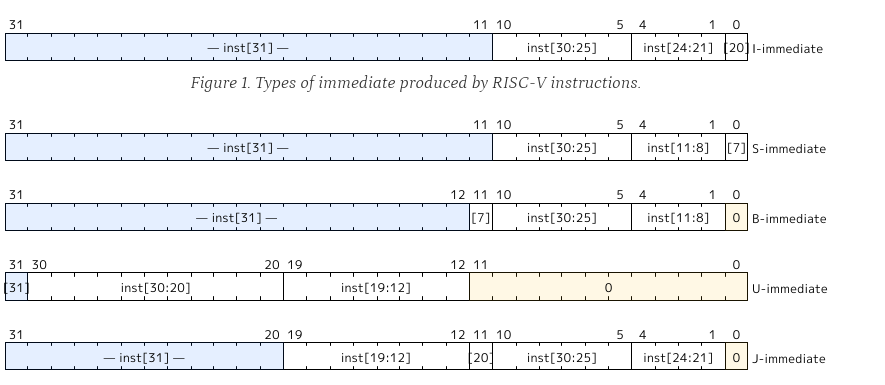 31 11 10 5 4 1 0
— inst[31] — inst[30:25] inst[24:21] [20] I-immediate
Figure 1. Types of immediate produced by RISC-V instructions.
31 11 10 5 4 1 0
— inst[31] — inst[30:25] inst[11:8] [7] S-immediate
31 12 11 10 5 4 1 0
— inst[31] — [7] inst[30:25] inst[11:8] 0 B-immediate
31 30 20 19 12 11 0
[31] inst[30:20] inst[19:12] 0 U-immediate
31 20 19 12 11 10 5 4 1 0
— inst[31] — inst[19:12] [20] inst[30:25] inst[24:21] 0 J-immediate